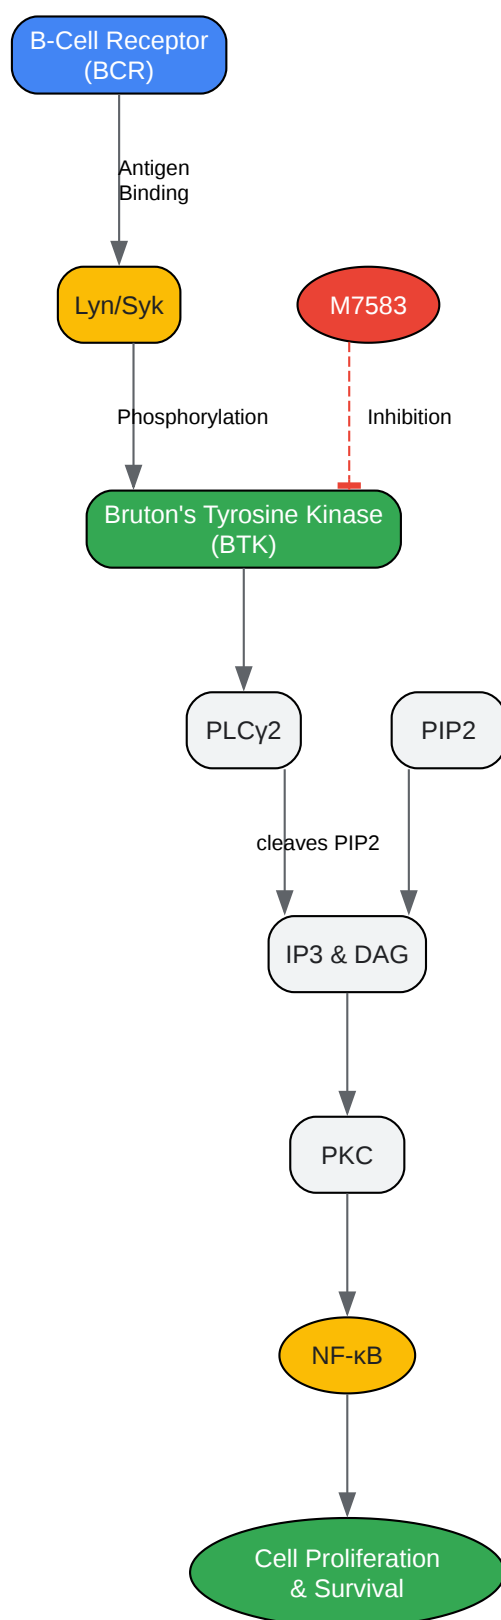 B-Cell Receptor
(BCR)
Antigen
Binding
Lyn/Syk
M7583
Phosphorylation
Inhibition
Bruton's Tyrosine Kinase
(BTK)
PLCγ2
PIP2
cleaves PIP2
IP3 & DAG
PKC
NF-κB
Cell Proliferation
& Survival